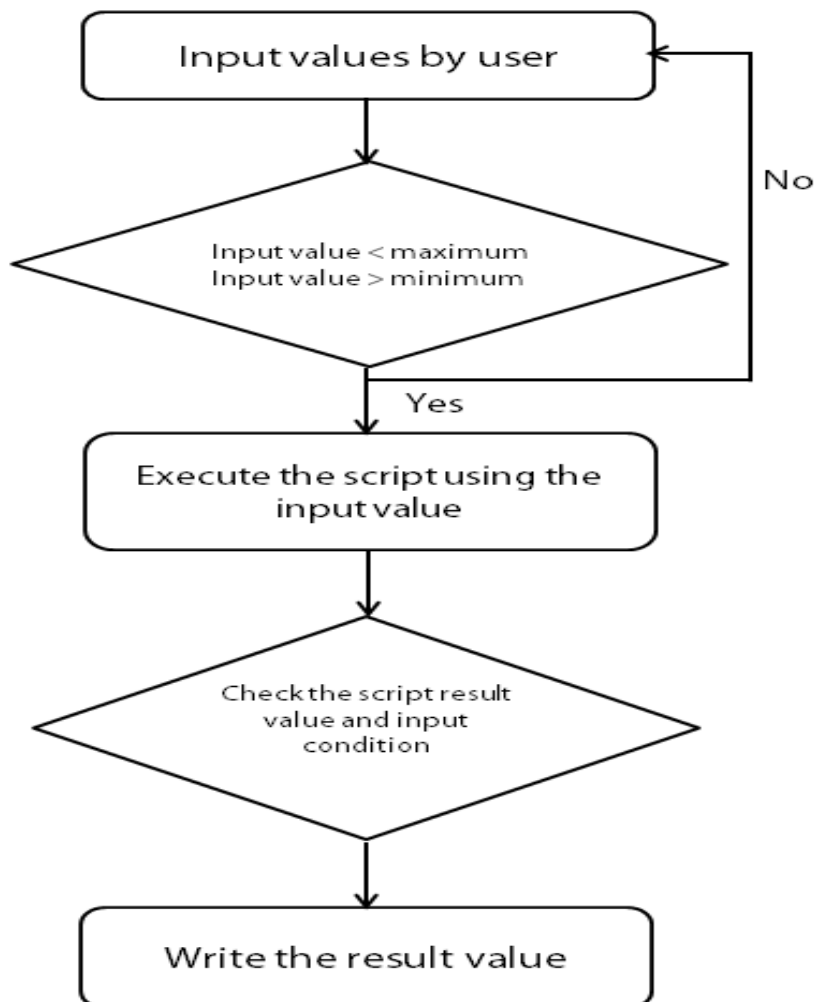 Input values by user
No
Input value < maximum
Input value > minimum
Yes
Execute the script using the
input value
Check the script result
value and input
condition
Write the result value